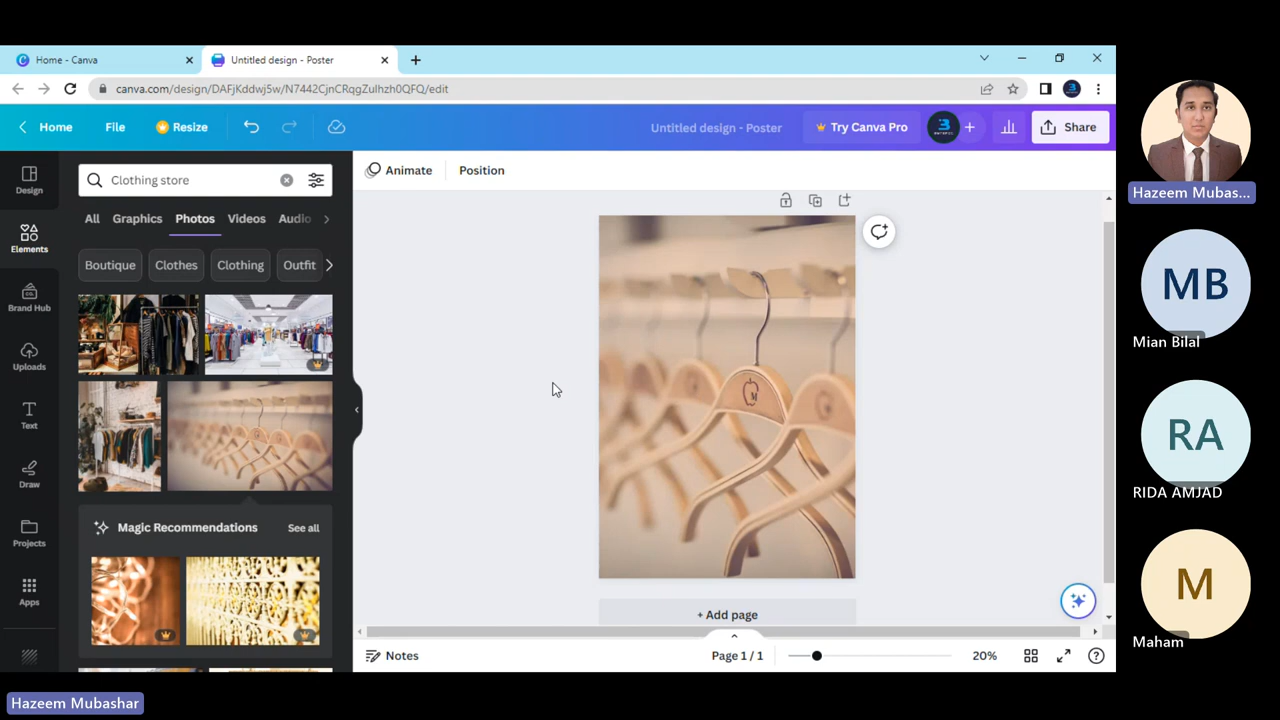 Home - Canva
Untitled design - Poster
canva.com/design/DAFjKddwj5w/N7442CjnCRqgZulhzh0QFQ/edit
Home
File
Resize
Untitled design - Poster
Try Canva Pro
Share
Design
Elements
Brand Hub
Uploads
Text
Draw
Projects
Apps
Clothing store
All
Graphics
Photos
Videos
Audio
Boutique
Clothes
Clothing
Outfit
Magic Recommendations
See all
Animate
Position
M
+ Add page
Notes
Page 1 / 1
20%
Hazeem Mubas...
MB
Mian Bilal
RA
RIDA AMJAD
M
Maham
Hazeem Mubashar